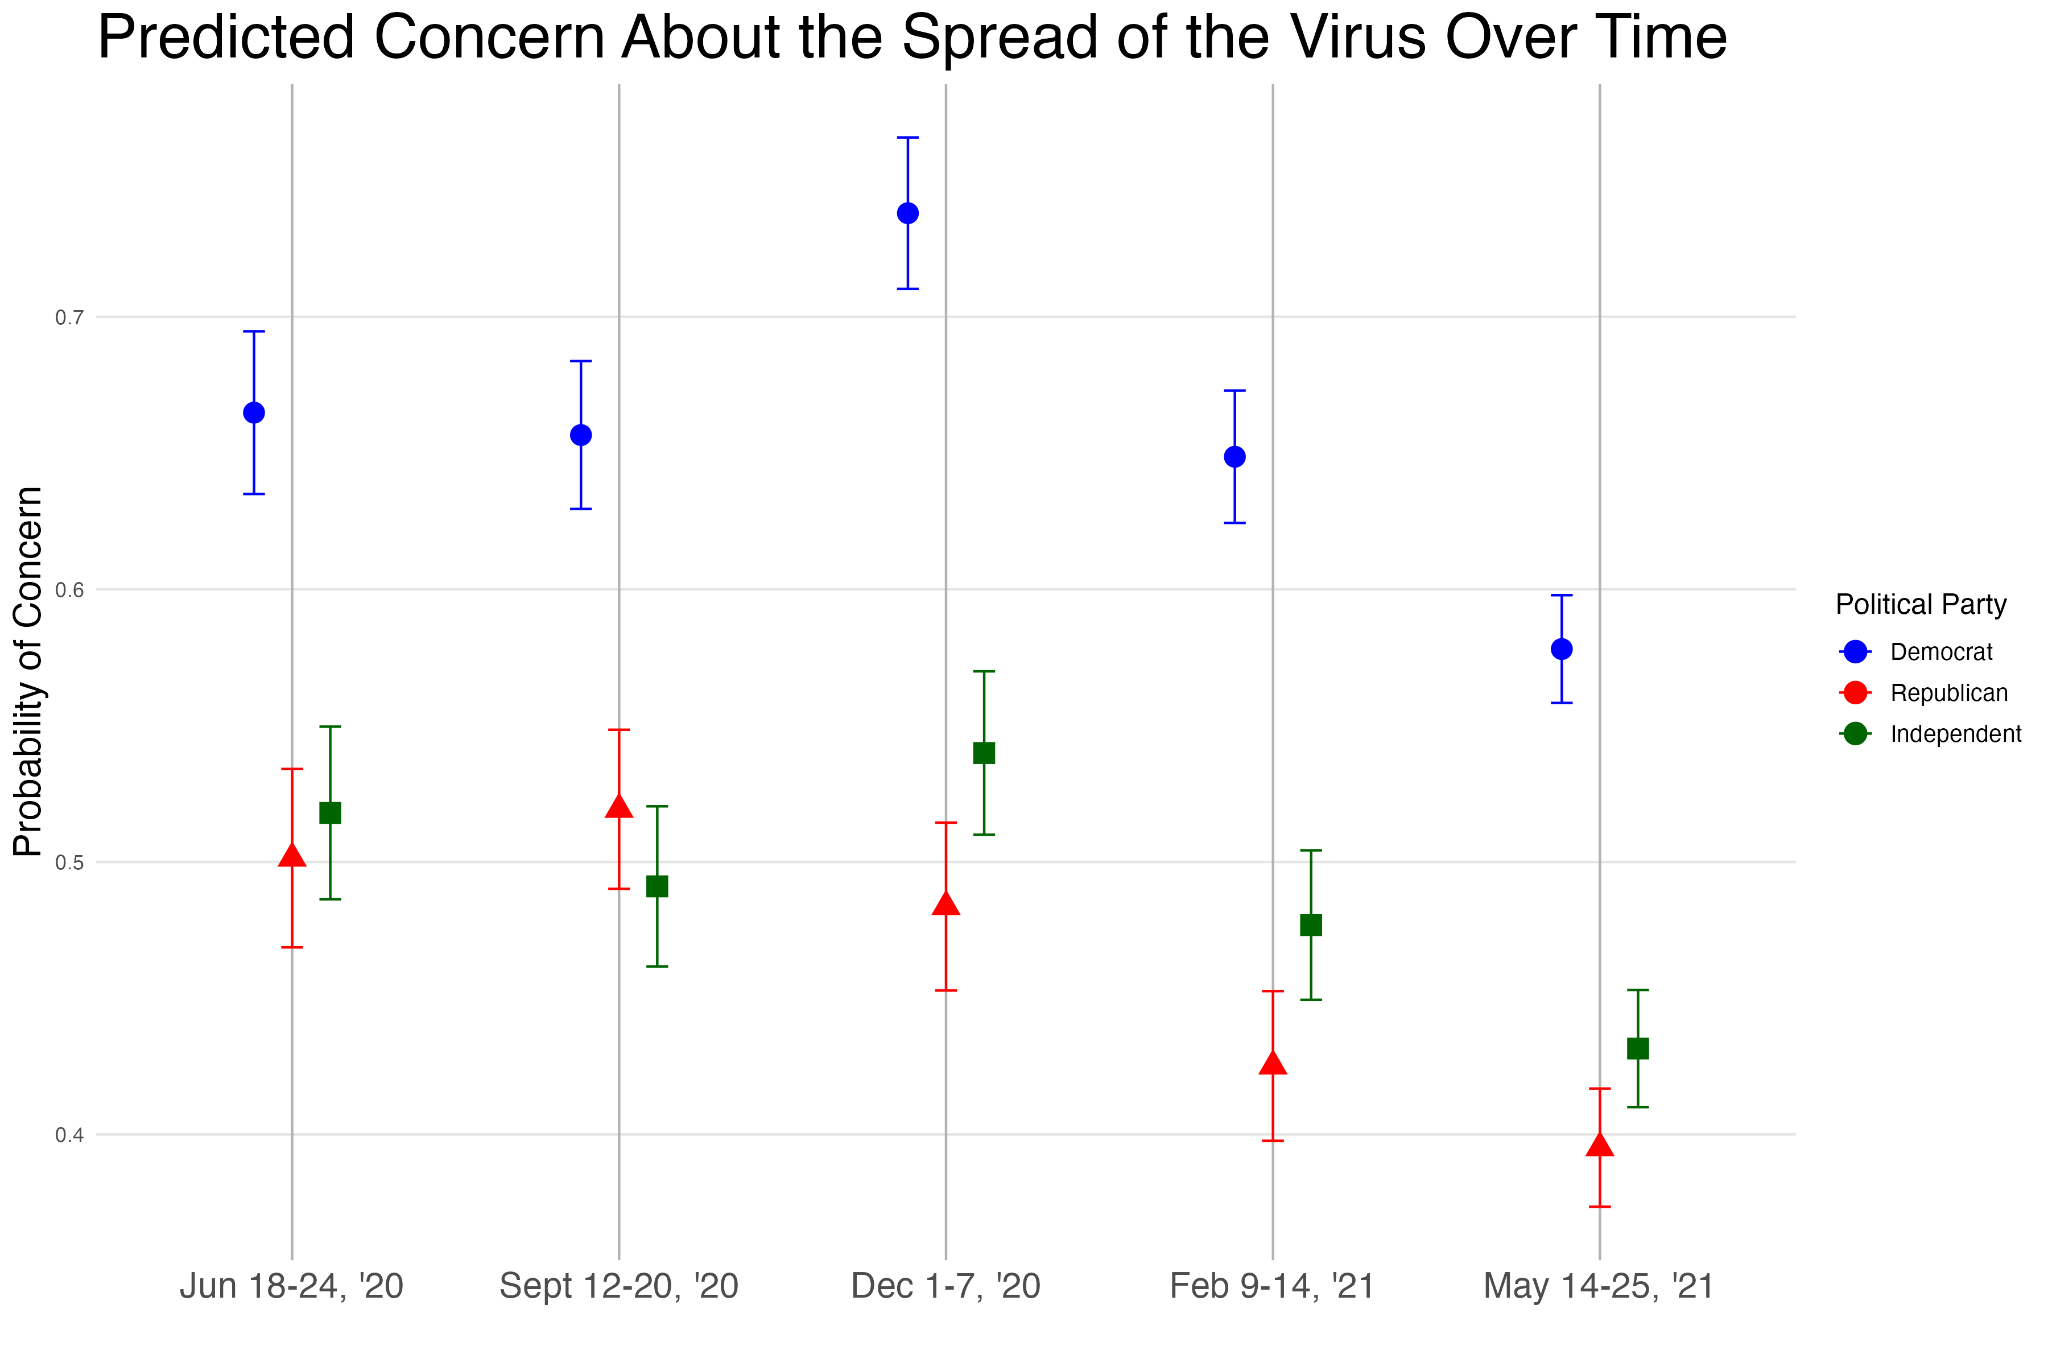 Predicted Concern About the Spread of the Virus Over Time
Probability of Concern
0.7
0.6
0.5
0.4
Jun 18-24, '20
Sept 12-20, '20
Dec 1-7, '20
Feb 9-14, '21
May 14-25, '21
Political Party
Democrat
Republican
Independent